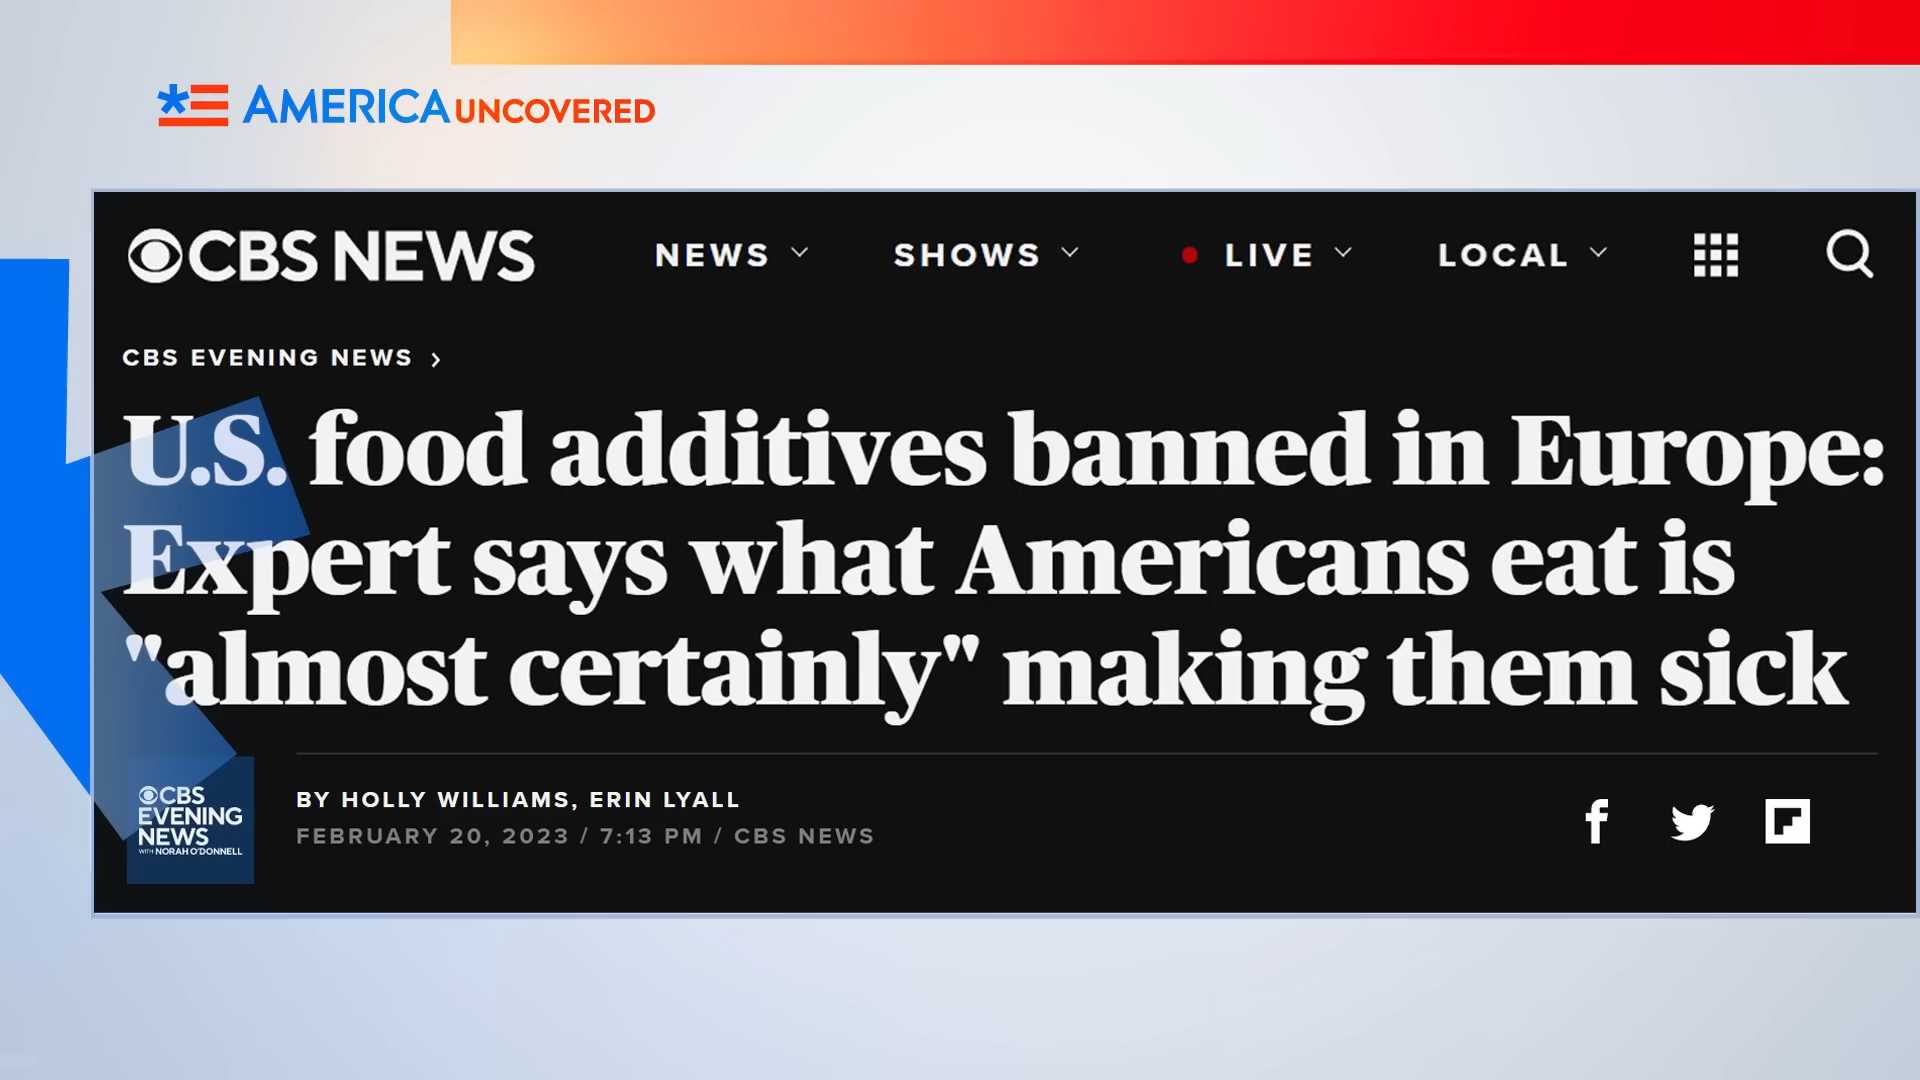 AMERICA UNCOVERED
CBS NEWS
NEWS
SHOWS
LIVE
LOCAL
CBS EVENING NEWS
U.S. food additives banned in Europe:
Expert says what Americans eat is
"almost certainly" making them sick
CBS
EVENING
NEWS
WITH NORAH O'DONNELL
BY HOLLY WILLIAMS, ERIN LYALL
FEBRUARY 20, 2023 / 7:13 PM / CBS NEWS